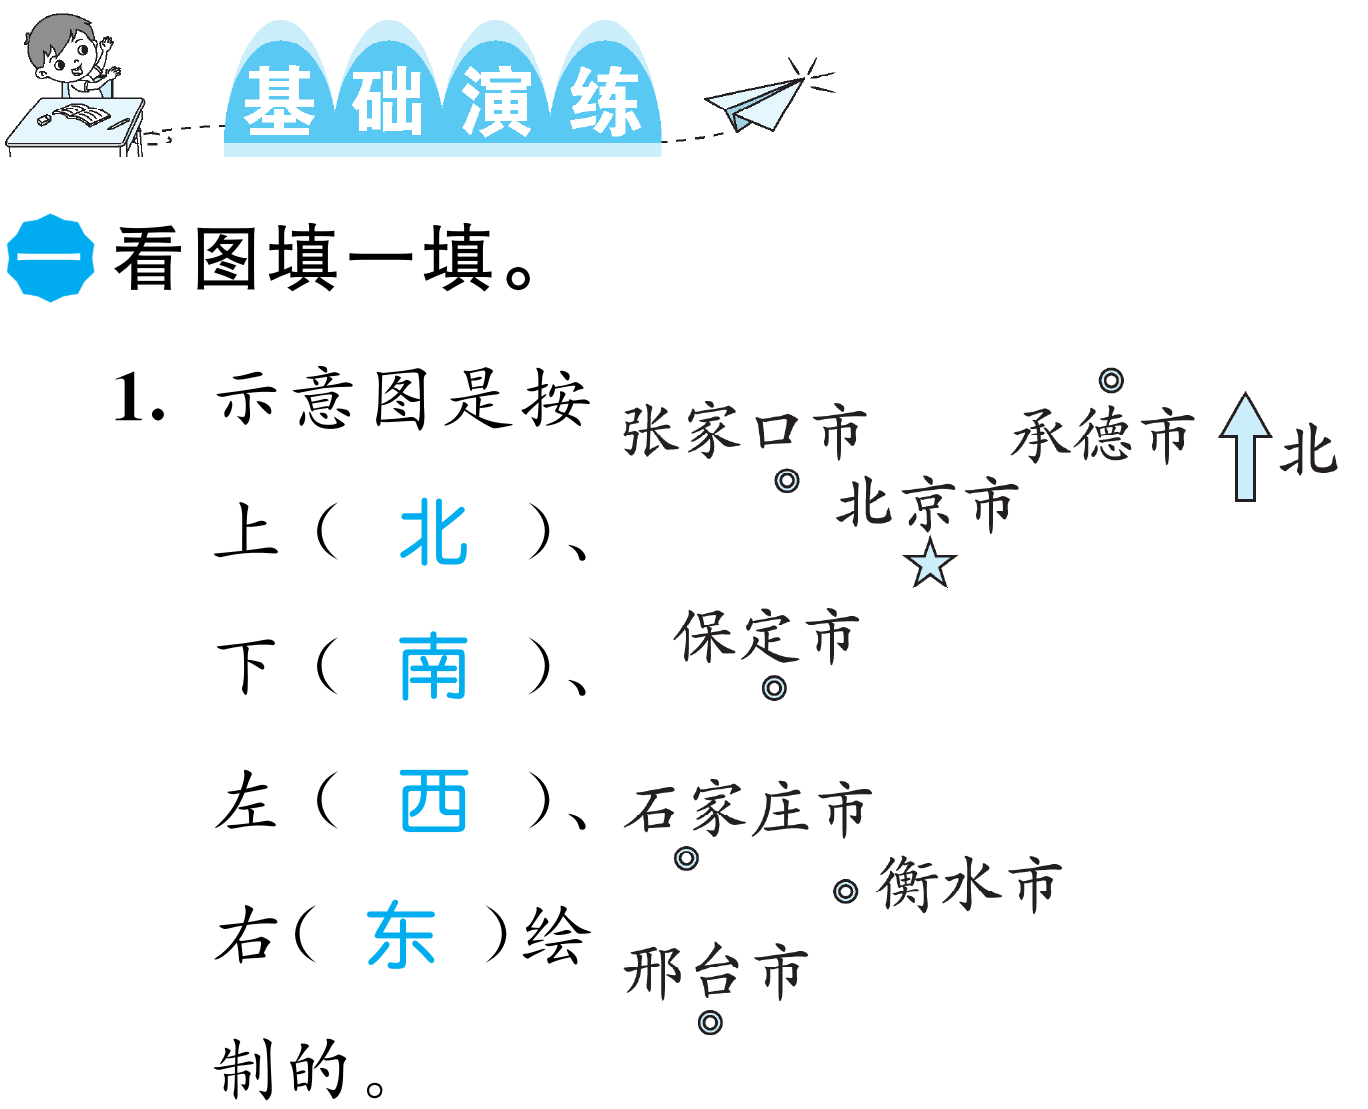 基础演练
一 看图填一填。
1. 示意图是按
上( 北 )、
下( 南 )、
左( 西 )、
右( 东 )绘
制的。
张家口市
承德市
北
北京市
保定市
石家庄市
衡水市
邢台市